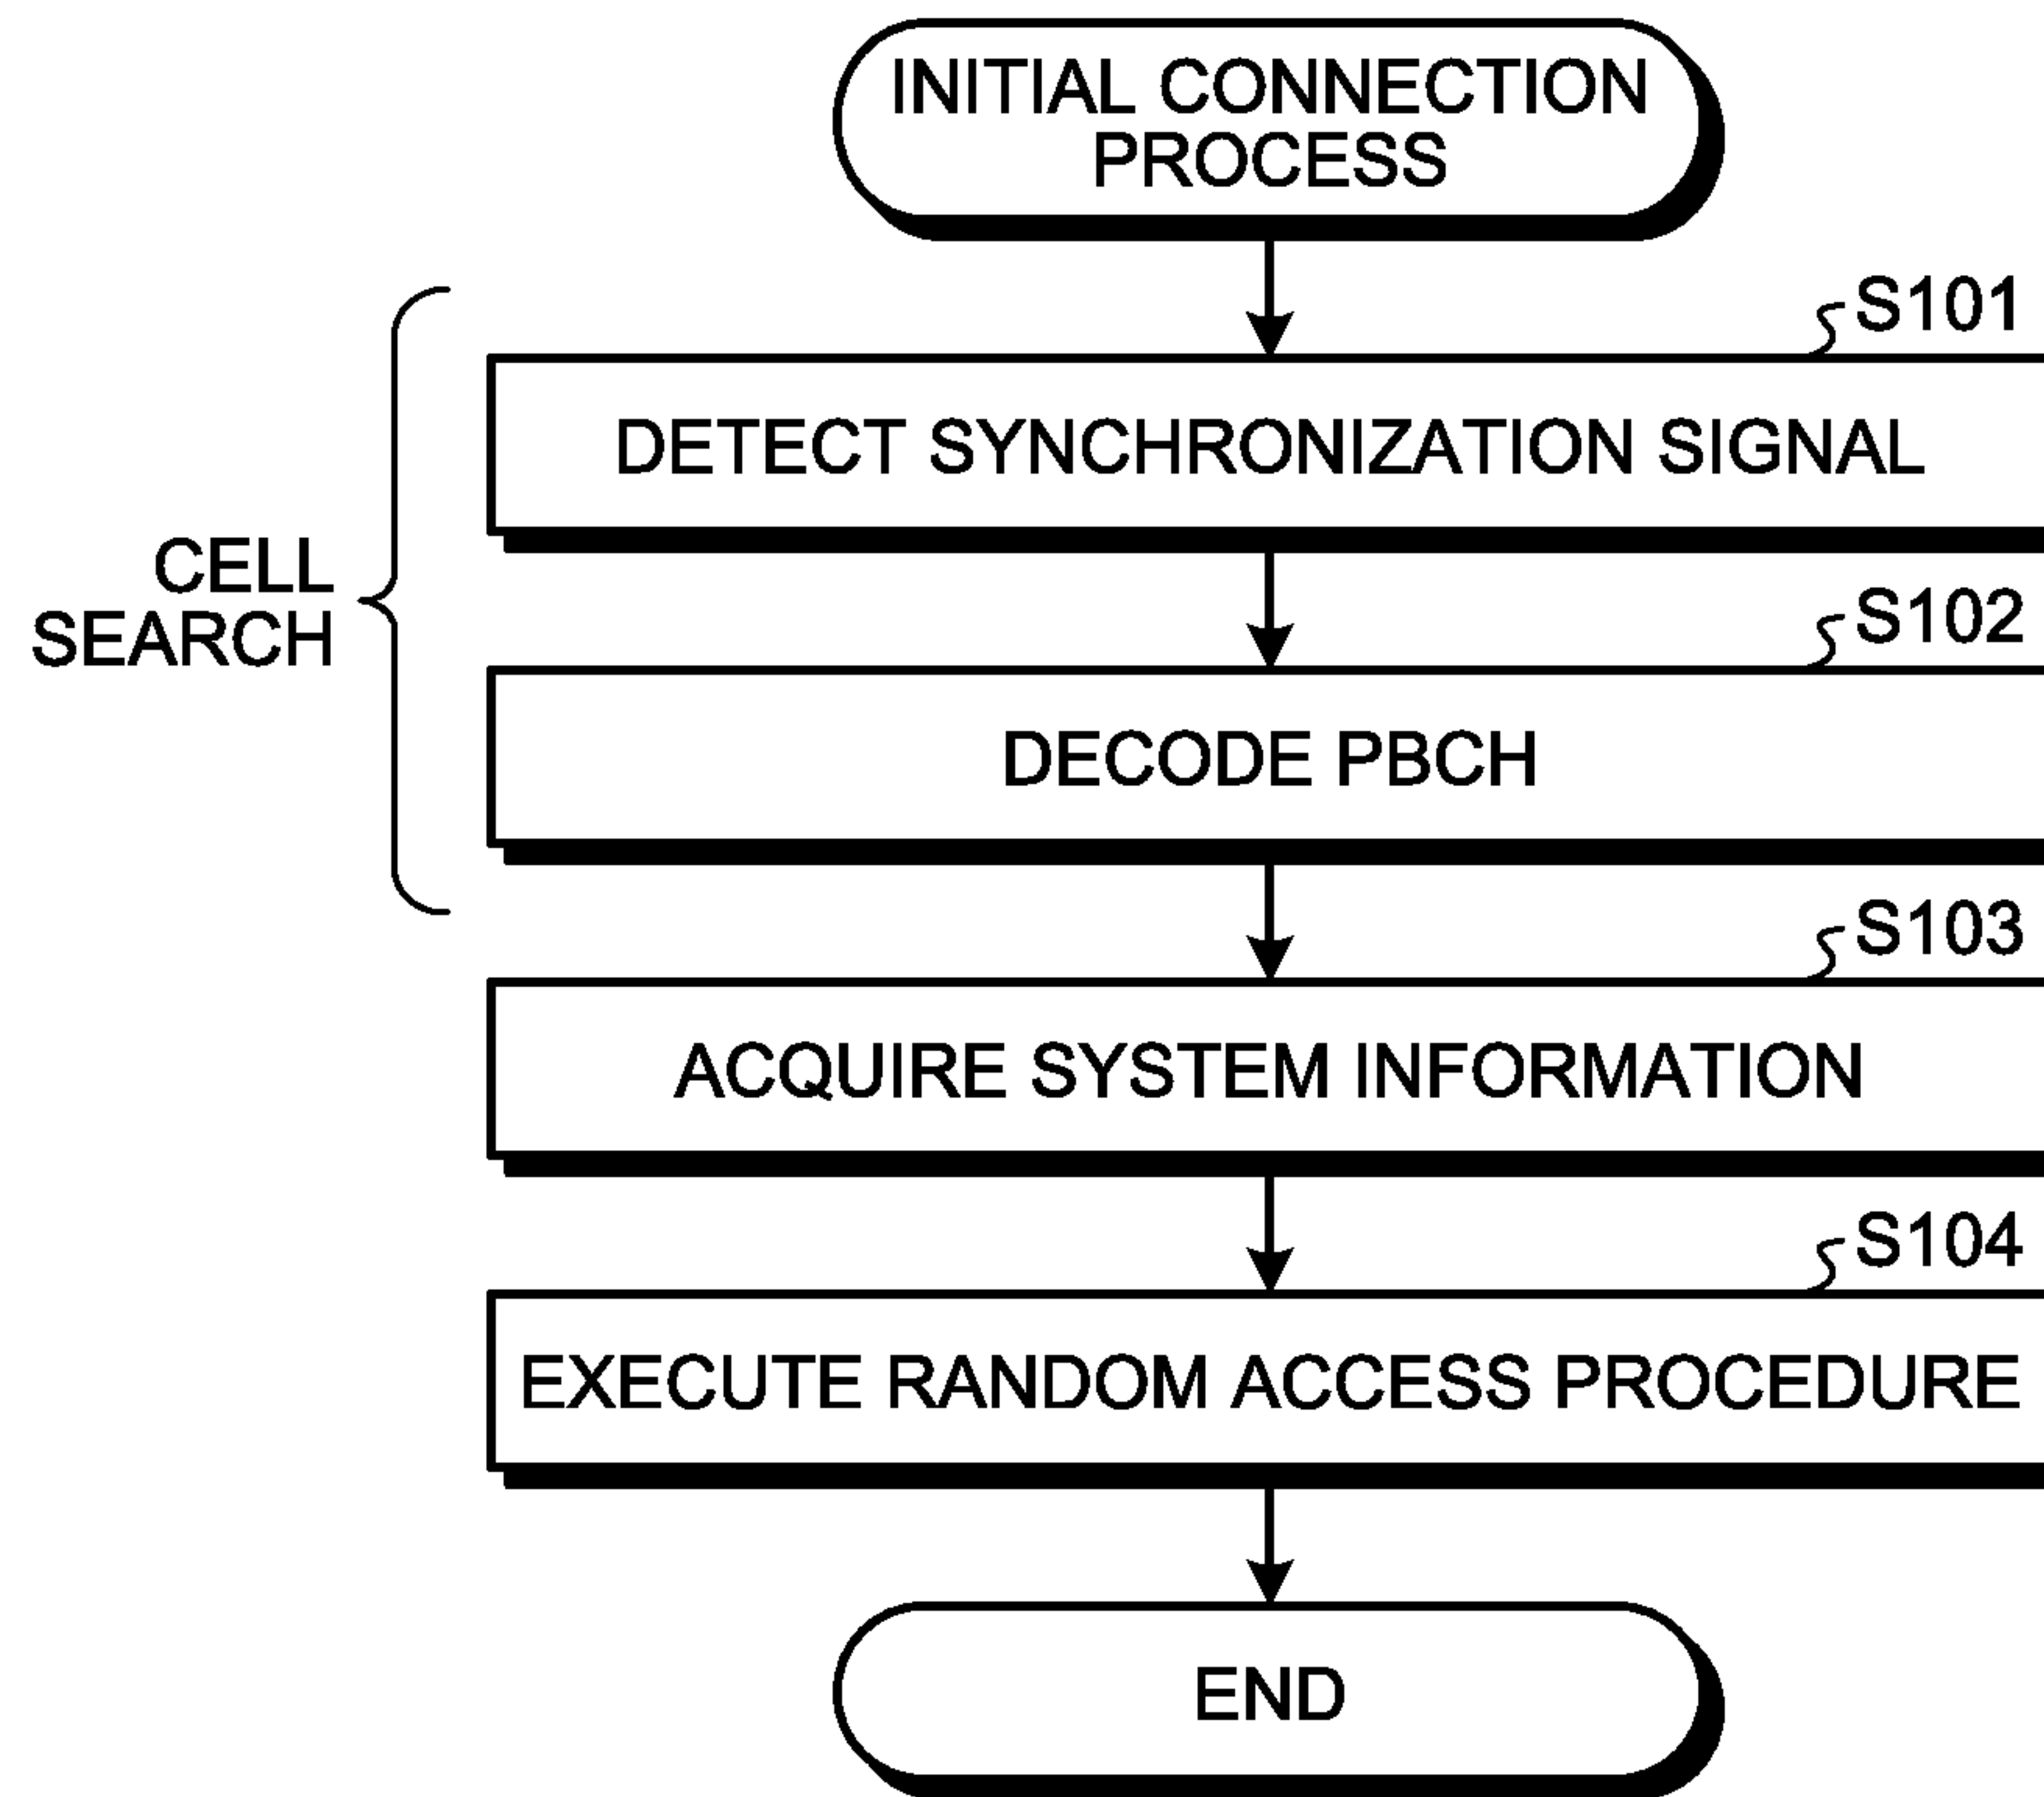 INITIAL CONNECTION
PROCESS
S101
DETECT SYNCHRONIZATION SIGNAL
CELL
SEARCH
S102
DECODE PBCH
S103
ACQUIRE SYSTEM INFORMATION
S104
EXECUTE RANDOM ACCESS PROCEDURE
END